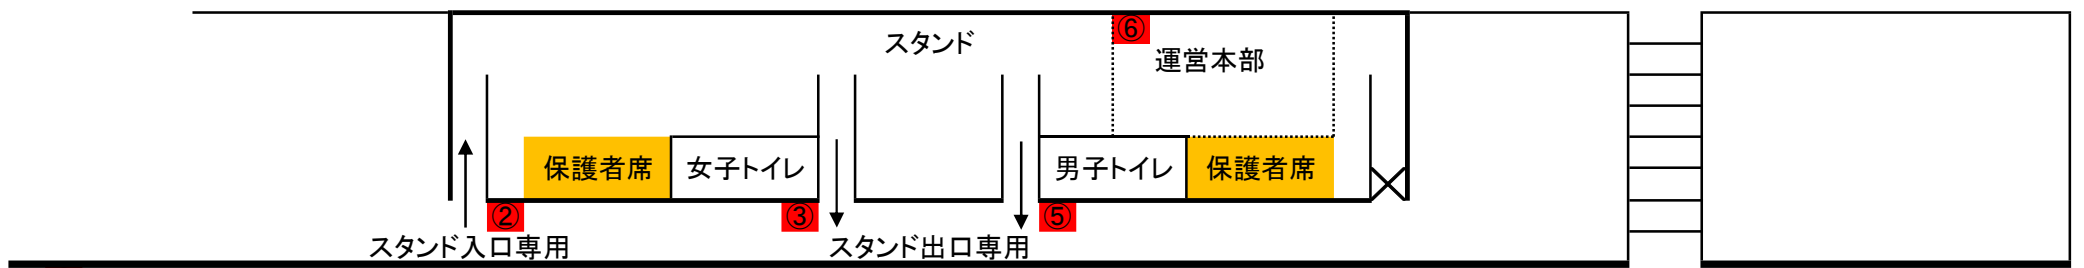 スタンド
⑥
運営本部
保護者席
女子トイレ
男子トイレ
保護者席
②
③
⑤
スタンド入口専用
スタンド出口専用